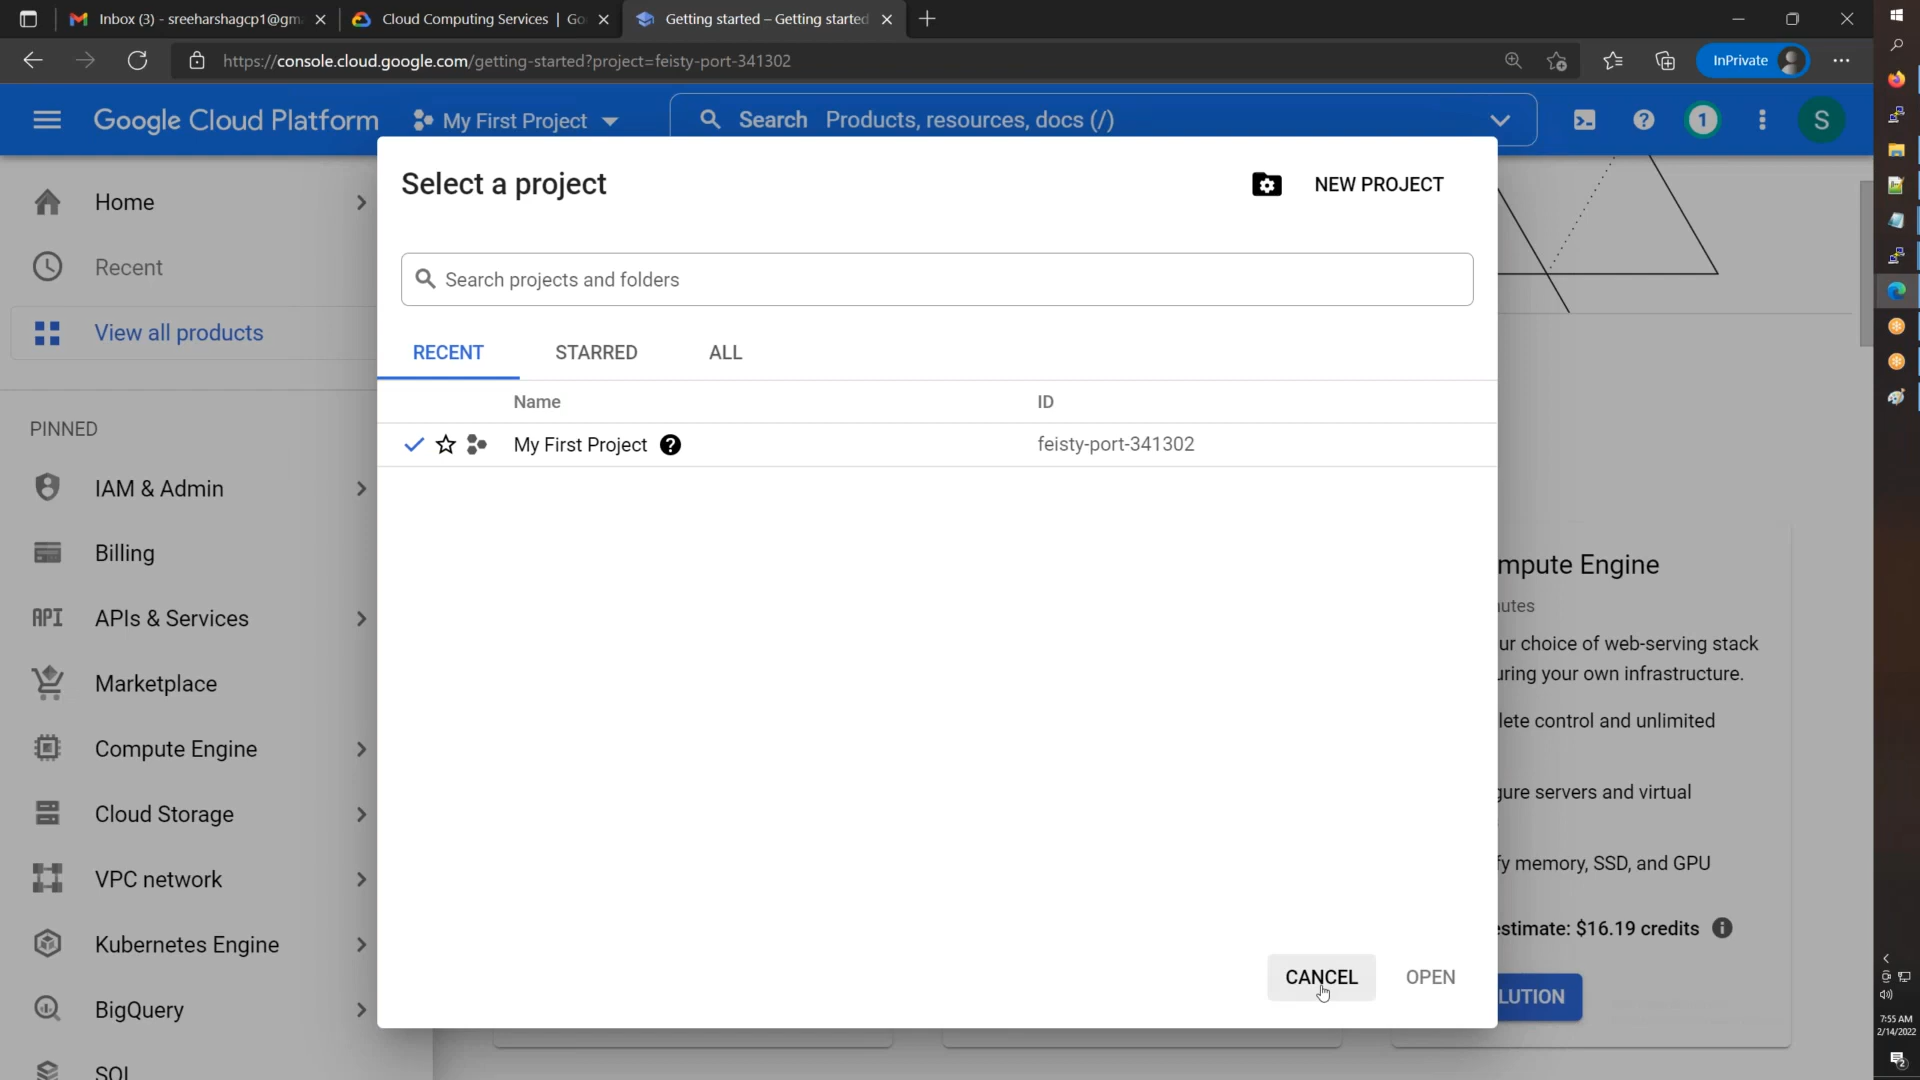 Inbox (3) - sreeharshagcp1@gm
Cloud Computing Services | Go
Getting started – Getting started
https://console.cloud.google.com/getting-started?project=feisty-port-341302
InPrivate
Google Cloud Platform
My First Project
Search Products, resources, docs (/)
1
S
Home
Recent
View all products
PINNED
IAM & Admin
Billing
API
APIs & Services
Marketplace
Compute Engine
Cloud Storage
VPC network
Kubernetes Engine
BigQuery
SQL
Select a project
NEW PROJECT
Search projects and folders
RECENT
STARRED
ALL
Name
ID
My First Project
feisty-port-341302
CANCEL
OPEN
mpute Engine
utes
ur choice of web-serving stack
uring your own infrastructure.
lete control and unlimited
gure servers and virtual
fy memory, SSD, and GPU
estimate: $16.19 credits
LUTION
7:55 AM
2/14/2022
2